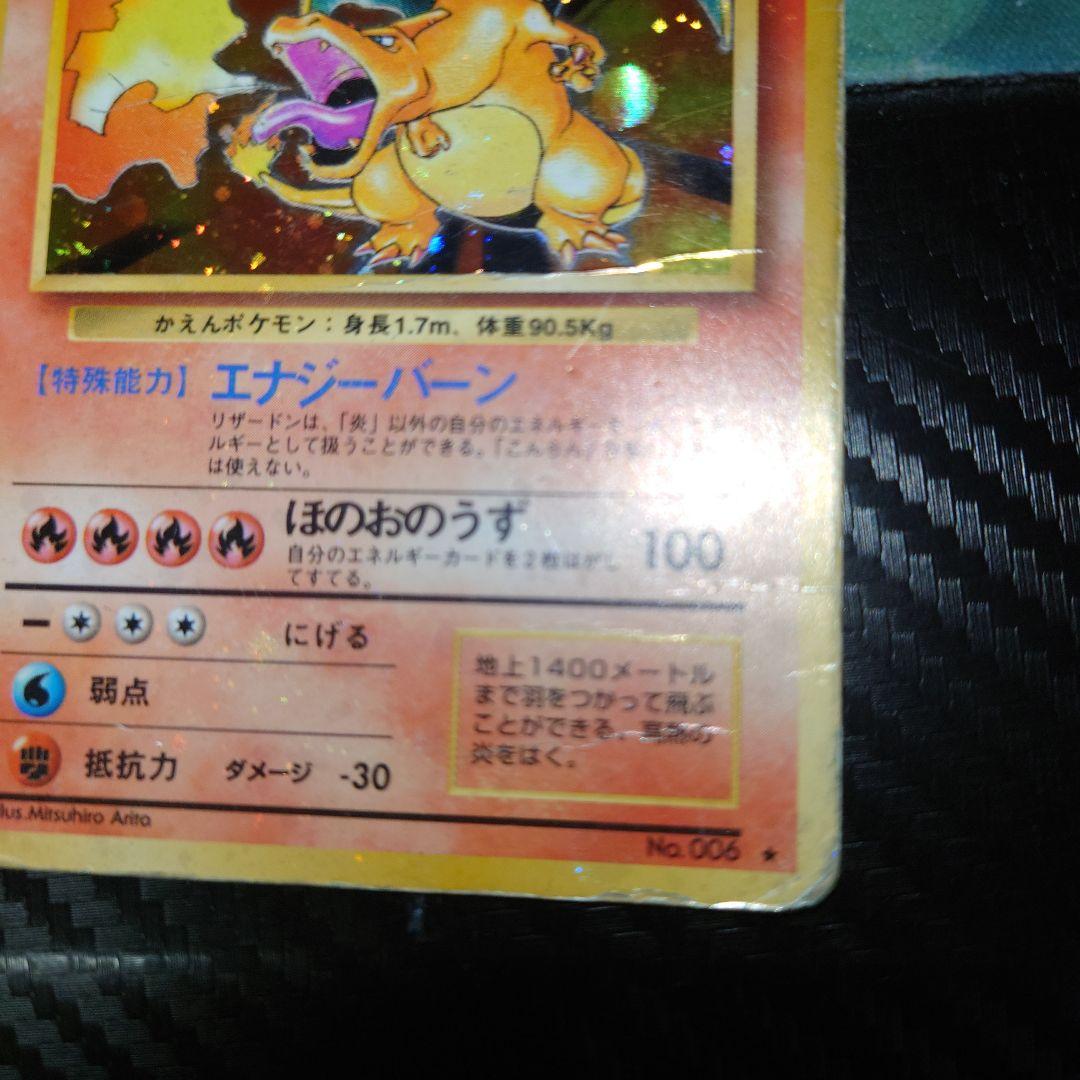 かえんポケモン：身長1.7m、体重90.5Kg
【特殊能力】 エナジーバーン
リザードンは、「炎」以外の自分のエネルギーを
ルギーとして扱うことができる。「こんらん」
は使えない。
ほのおのうず 100
自分のエネルギーカードを2枚はがし
てすてる。
ー にげる
弱点
抵抗力 ダメージ -30
地上1400メートル
まで羽をつかって飛ぶ
ことができる。高熱の
炎をはく。
llus.Mitsuhiro Arita
No.006 ★